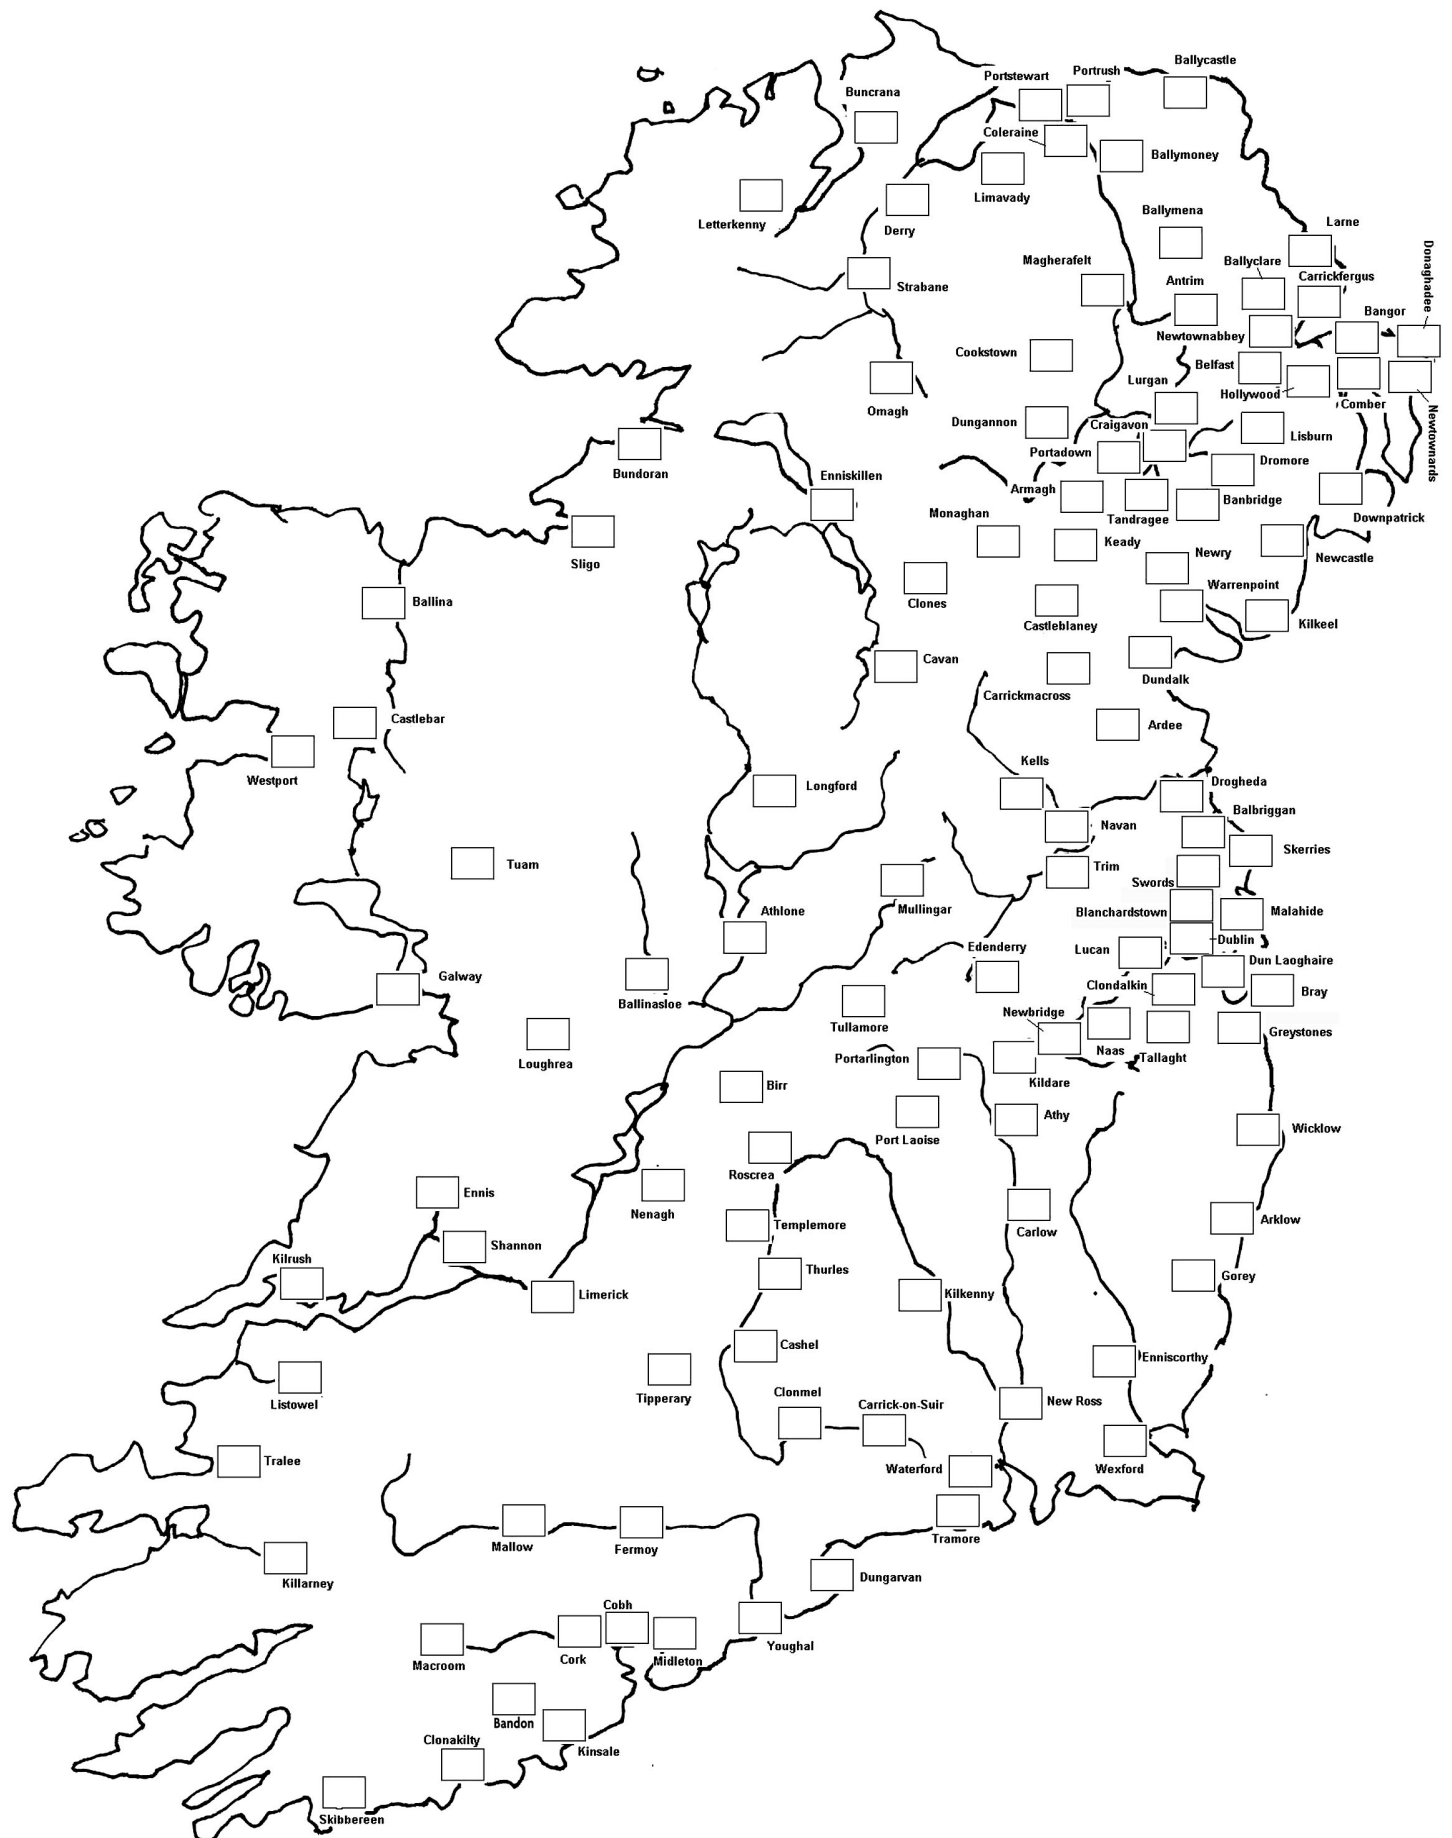 Ballycastle
Portrush
Portstewart
Buncrana
Coleraine
Ballymoney
Limavady
Letterkenny
Derry
Ballymena
Larne
Donaghadee
Magherafelt
Ballyclare
Carrickfergus
Strabane
Antrim
Bangor
Newtownabbey
Cookstown
Belfast
Lurgan
Hollywood
Comber
Newtownards
Omagh
Dungannon
Craigavon
Lisburn
Portadown
Dromore
Bundoran
Enniskillen
Armagh
Banbridge
Monaghan
Tandragee
Downpatrick
Keady
Newry
Newcastle
Sligo
Warrenpoint
Ballina
Clones
Castleblaney
Kilkeel
Cavan
Dundalk
Carrickmacross
Castlebar
Ardee
Westport
Kells
Longford
Drogheda
Balbriggan
Navan
Skerries
Tuam
Trim
Swords
Mullingar
Athlone
Blanchardstown
Malahide
Dublin
Edenderry
Lucan
Dun Laoghaire
Galway
Clondalkin
Bray
Ballinasloe
Newbridge
Tullamore
Greystones
Naas
Tallaght
Portarlington
Loughrea
Kildare
Birr
Athy
Wicklow
Port Laoise
Roscrea
Ennis
Nenagh
Arklow
Templemore
Carlow
Shannon
Kilrush
Thurles
Gorey
Limerick
Kilkenny
Cashel
Enniscorthy
Tipperary
Clonmel
Carrick-on-Suir
New Ross
Listowel
Tralee
Waterford
Wexford
Tramore
Mallow
Fermoy
Killarney
Dungarvan
Cobh
Youghal
Macroom
Cork
Midleton
Bandon
Clonakilty
Kinsale
Skibbereen